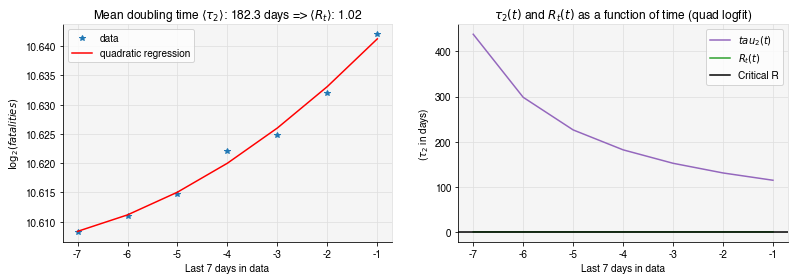 Mean doubling time ⟨τ₂⟩: 182.3 days => ⟨Rₜ⟩: 1.02
data
quadratic regression
log₂(fatalities)
10.640
10.635
10.630
10.625
10.620
10.615
10.610
-7 -6 -5 -4 -3 -2 -1
Last 7 days in data
τ₂(t) and Rₜ(t) as a function of time (quad logfit)
tau₂(t)
Rₜ(t)
Critical R
(τ₂ in days)
400
300
200
100
0
-7 -6 -5 -4 -3 -2 -1
Last 7 days in data